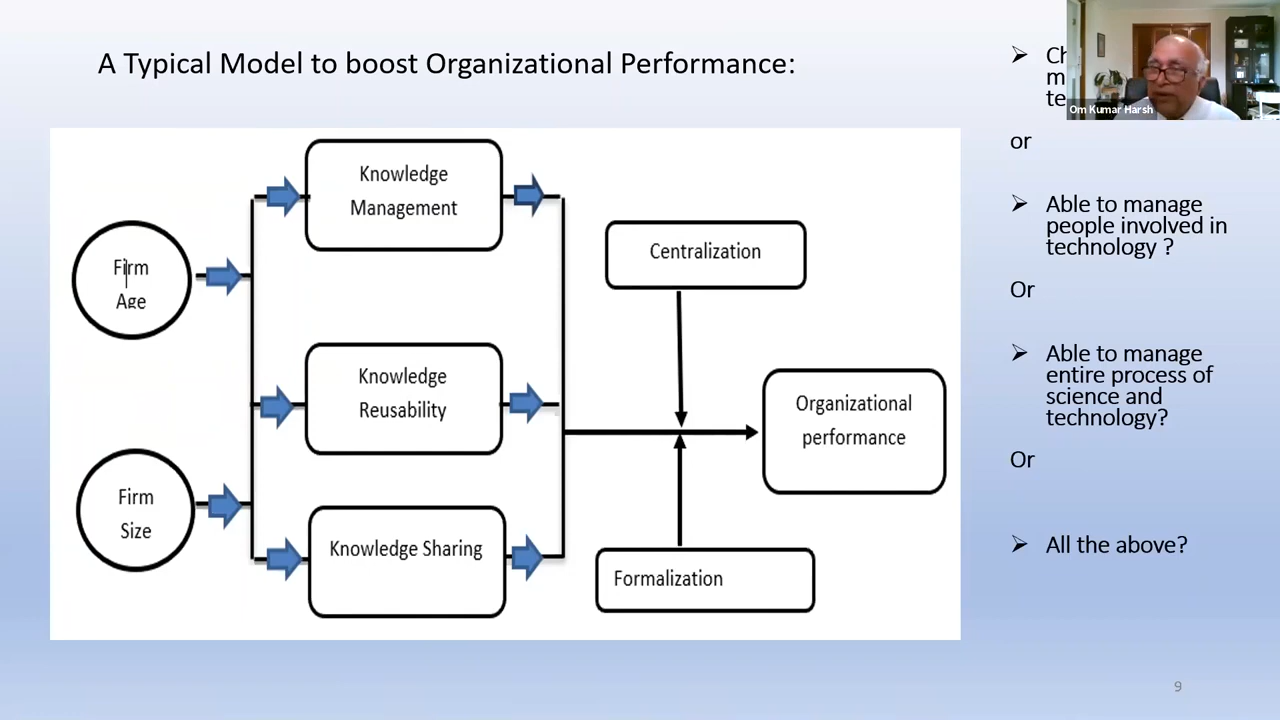 A Typical Model to boost Organizational Performance:
Knowledge
Management
Firm
Age
Centralization
Knowledge
Reusability
Organizational
performance
Firm
Size
Knowledge Sharing
Formalization
Om Kumar Harsh
or
➢ Able to manage
people involved in
technology ?
Or
➢ Able to manage
entire process of
science and
technology?
Or
➢ All the above?
9